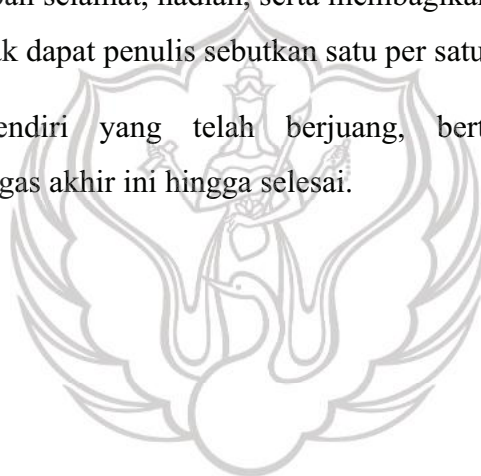 selamat, hadiah, serta membagikan
dapat penulis sebutkan satu per satu
endiri yang telah berjuang, bert
gas akhir ini hingga selesai.